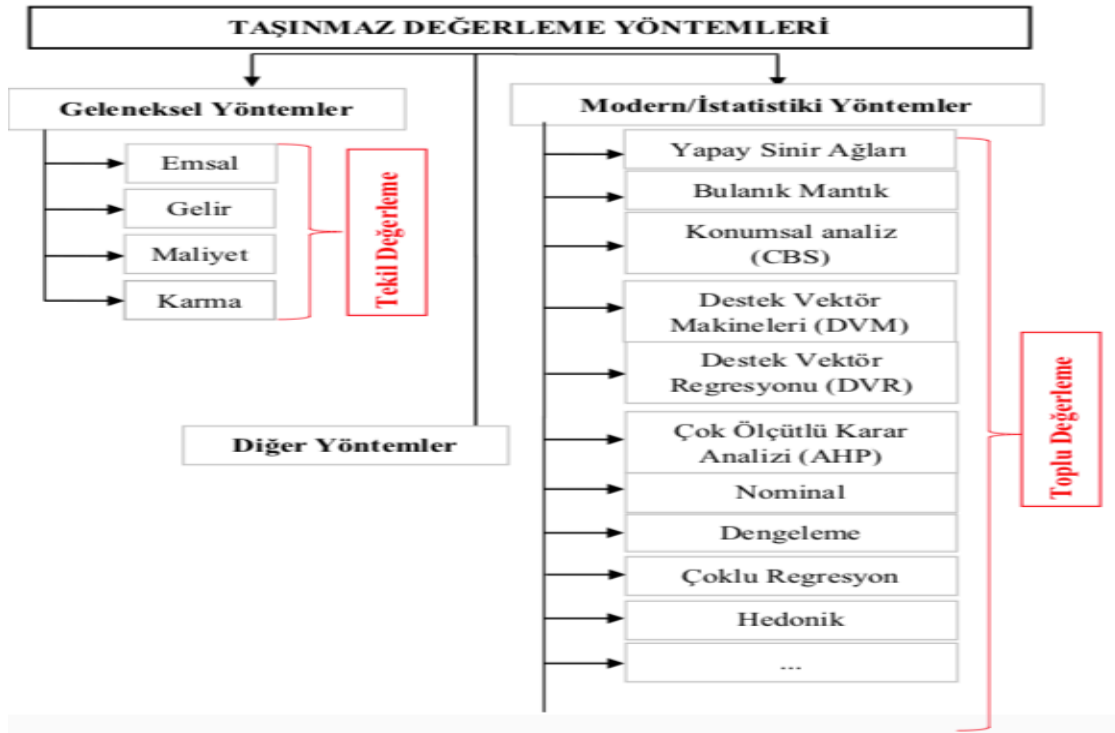 TAŞINMAZ DEĞERLEME YÖNTEMLERİ
Geleneksel Yöntemler
Emsal
Gelir
Maliyet
Karma
Tekil Değerleme
Diğer Yöntemler
Modern/İstatistiki Yöntemler
Yapay Sinir Ağları
Bulanık Mantık
Konumsal analiz
(CBS)
Destek Vektör
Makineleri (DVM)
Destek Vektör
Regresyonu (DVR)
Çok Ölçütlü Karar
Analizi (AHP)
Nominal
Dengeleme
Çoklu Regresyon
Hedonik
...
Toplu Değerleme